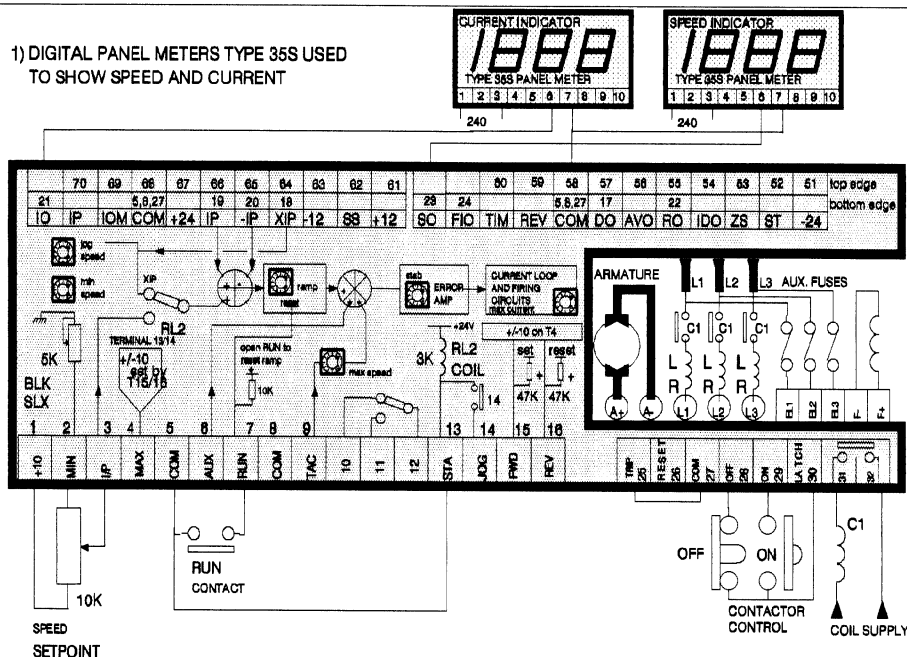 1) DIGITAL PANEL METERS TYPE 35S USED
TO SHOW SPEED AND CURRENT
CURRENT INDICATOR
1888
TYPE 35S PANEL METER
1 2 3 4 5 6 7 8 9 10
240
SPEED INDICATOR
1888
TYPE 35S PANEL METER
1 2 3 4 5 6 7 8 9 10
240
70 69 68 67 66 65 64 63 62 61
60 59 58 57 56 55 54 53 52 51 top edge
21 5,8,27 19 20 18
23 24 5,8,27 17 22 bottom edge
IO IP IOM COM +24 IP -IP XIP -12 SS +12
SO FIO TIM REV COM DO AVO RO IDO ZS ST -24
jog
speed
min
speed
XIP
RL2
ramp
reset
stab
ERROR
AMP
CURRENT LOOP
AND FIRING
CIRCUITS
max current
ARMATURE
L1 L2 L3 AUX. FUSES
C1 C1 C1
L L L
R R R
A+ A- L1 L2 L3 EL1 EL2 EL3 F- F+
5K
BLK
SLX
TERMINAL 13/14
+/-10
set by
T15/16
open RUN to
reset ramp
10K
max speed
+24V
3K
RL2
COIL
14
+/-10 on T4
set reset
47K 47K
1 2 3 4 5 6 7 8 9 10 11 12 13 14 15 16
+10 MIN I/P MAX COM AUX RUN COM TAC STA JOG FWD REV
TRIP 25 RESET 26 COM 27 OFF 28 ON 29 LATCH 30 31 32
10K
SPEED
SETPOINT
RUN
CONTACT
OFF ON
CONTACTOR
CONTROL
C1
COIL SUPPLY